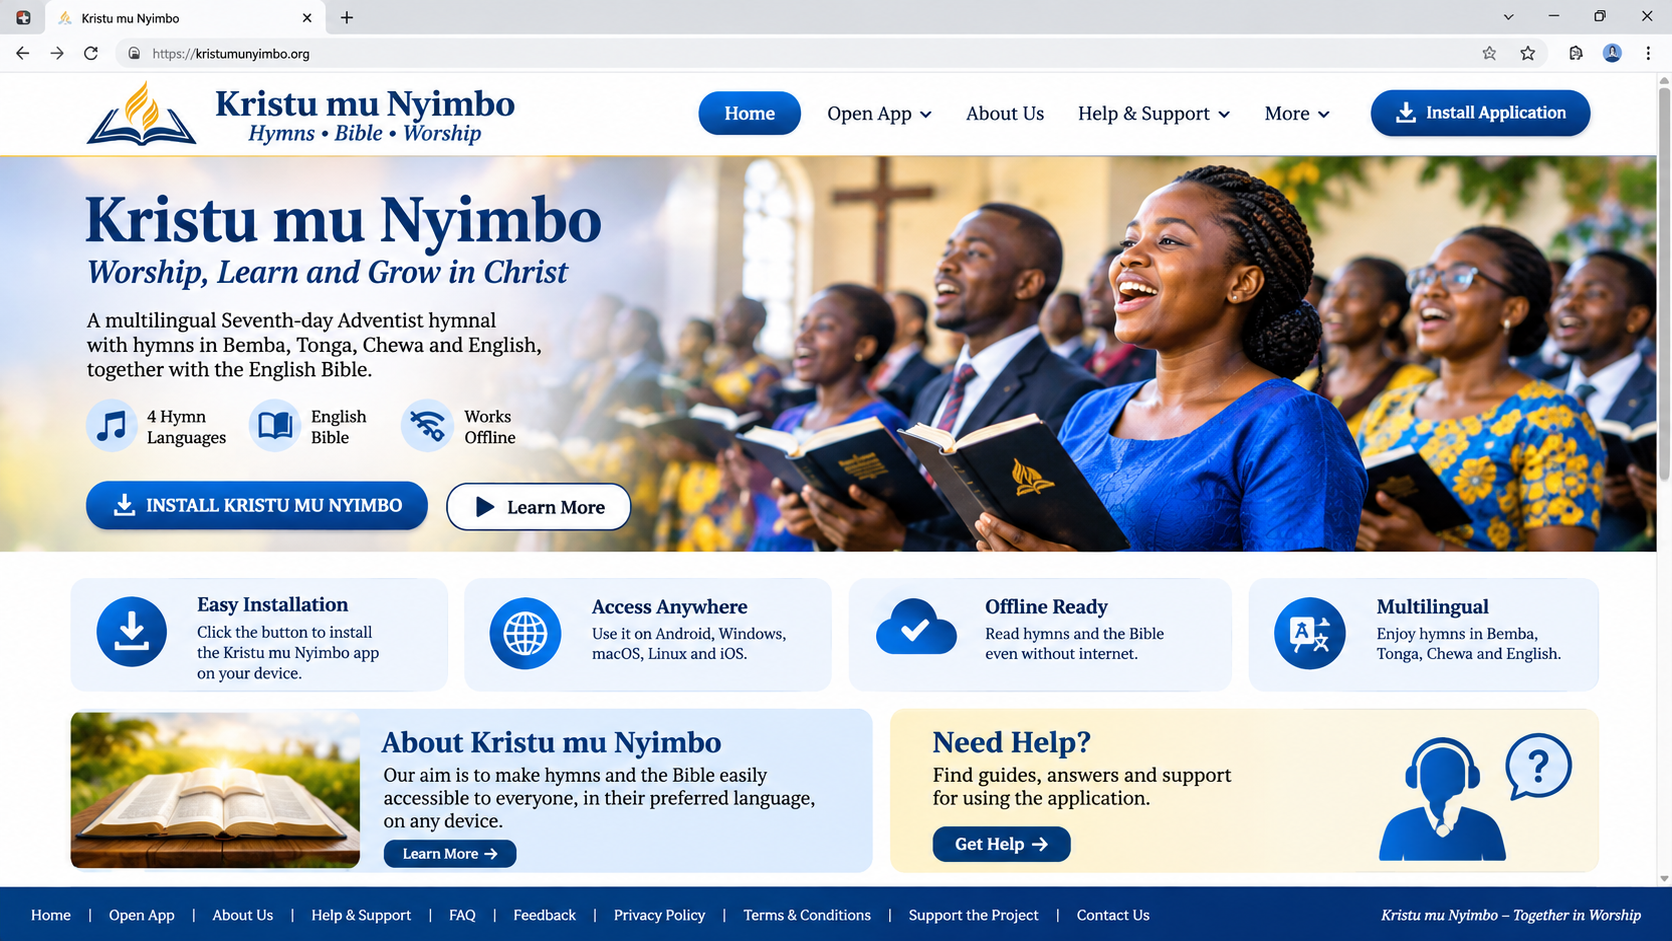 Kristu mu Nyimbo
https://kristumunyimbo.org
Kristu mu Nyimbo
Hymns • Bible • Worship
Home
Open App
About Us
Help & Support
More
Install Application
Kristu mu Nyimbo
Worship, Learn and Grow in Christ
A multilingual Seventh-day Adventist hymnal
with hymns in Bemba, Tonga, Chewa and English,
together with the English Bible.
4 Hymn
Languages
English
Bible
Works
Offline
INSTALL KRISTU MU NYIMBO
Learn More
Easy Installation
Click the button to install
the Kristu mu Nyimbo app
on your device.
Access Anywhere
Use it on Android, Windows,
macOS, Linux and iOS.
Offline Ready
Read hymns and the Bible
even without internet.
A
Multilingual
Enjoy hymns in Bemba,
Tonga, Chewa and English.
About Kristu mu Nyimbo
Our aim is to make hymns and the Bible easily
accessible to everyone, in their preferred language,
on any device.
Learn More →
Need Help?
Find guides, answers and support
for using the application.
Get Help →
?
Home | Open App | About Us | Help & Support | FAQ | Feedback | Privacy Policy | Terms & Conditions | Support the Project | Contact Us
Kristu mu Nyimbo – Together in Worship